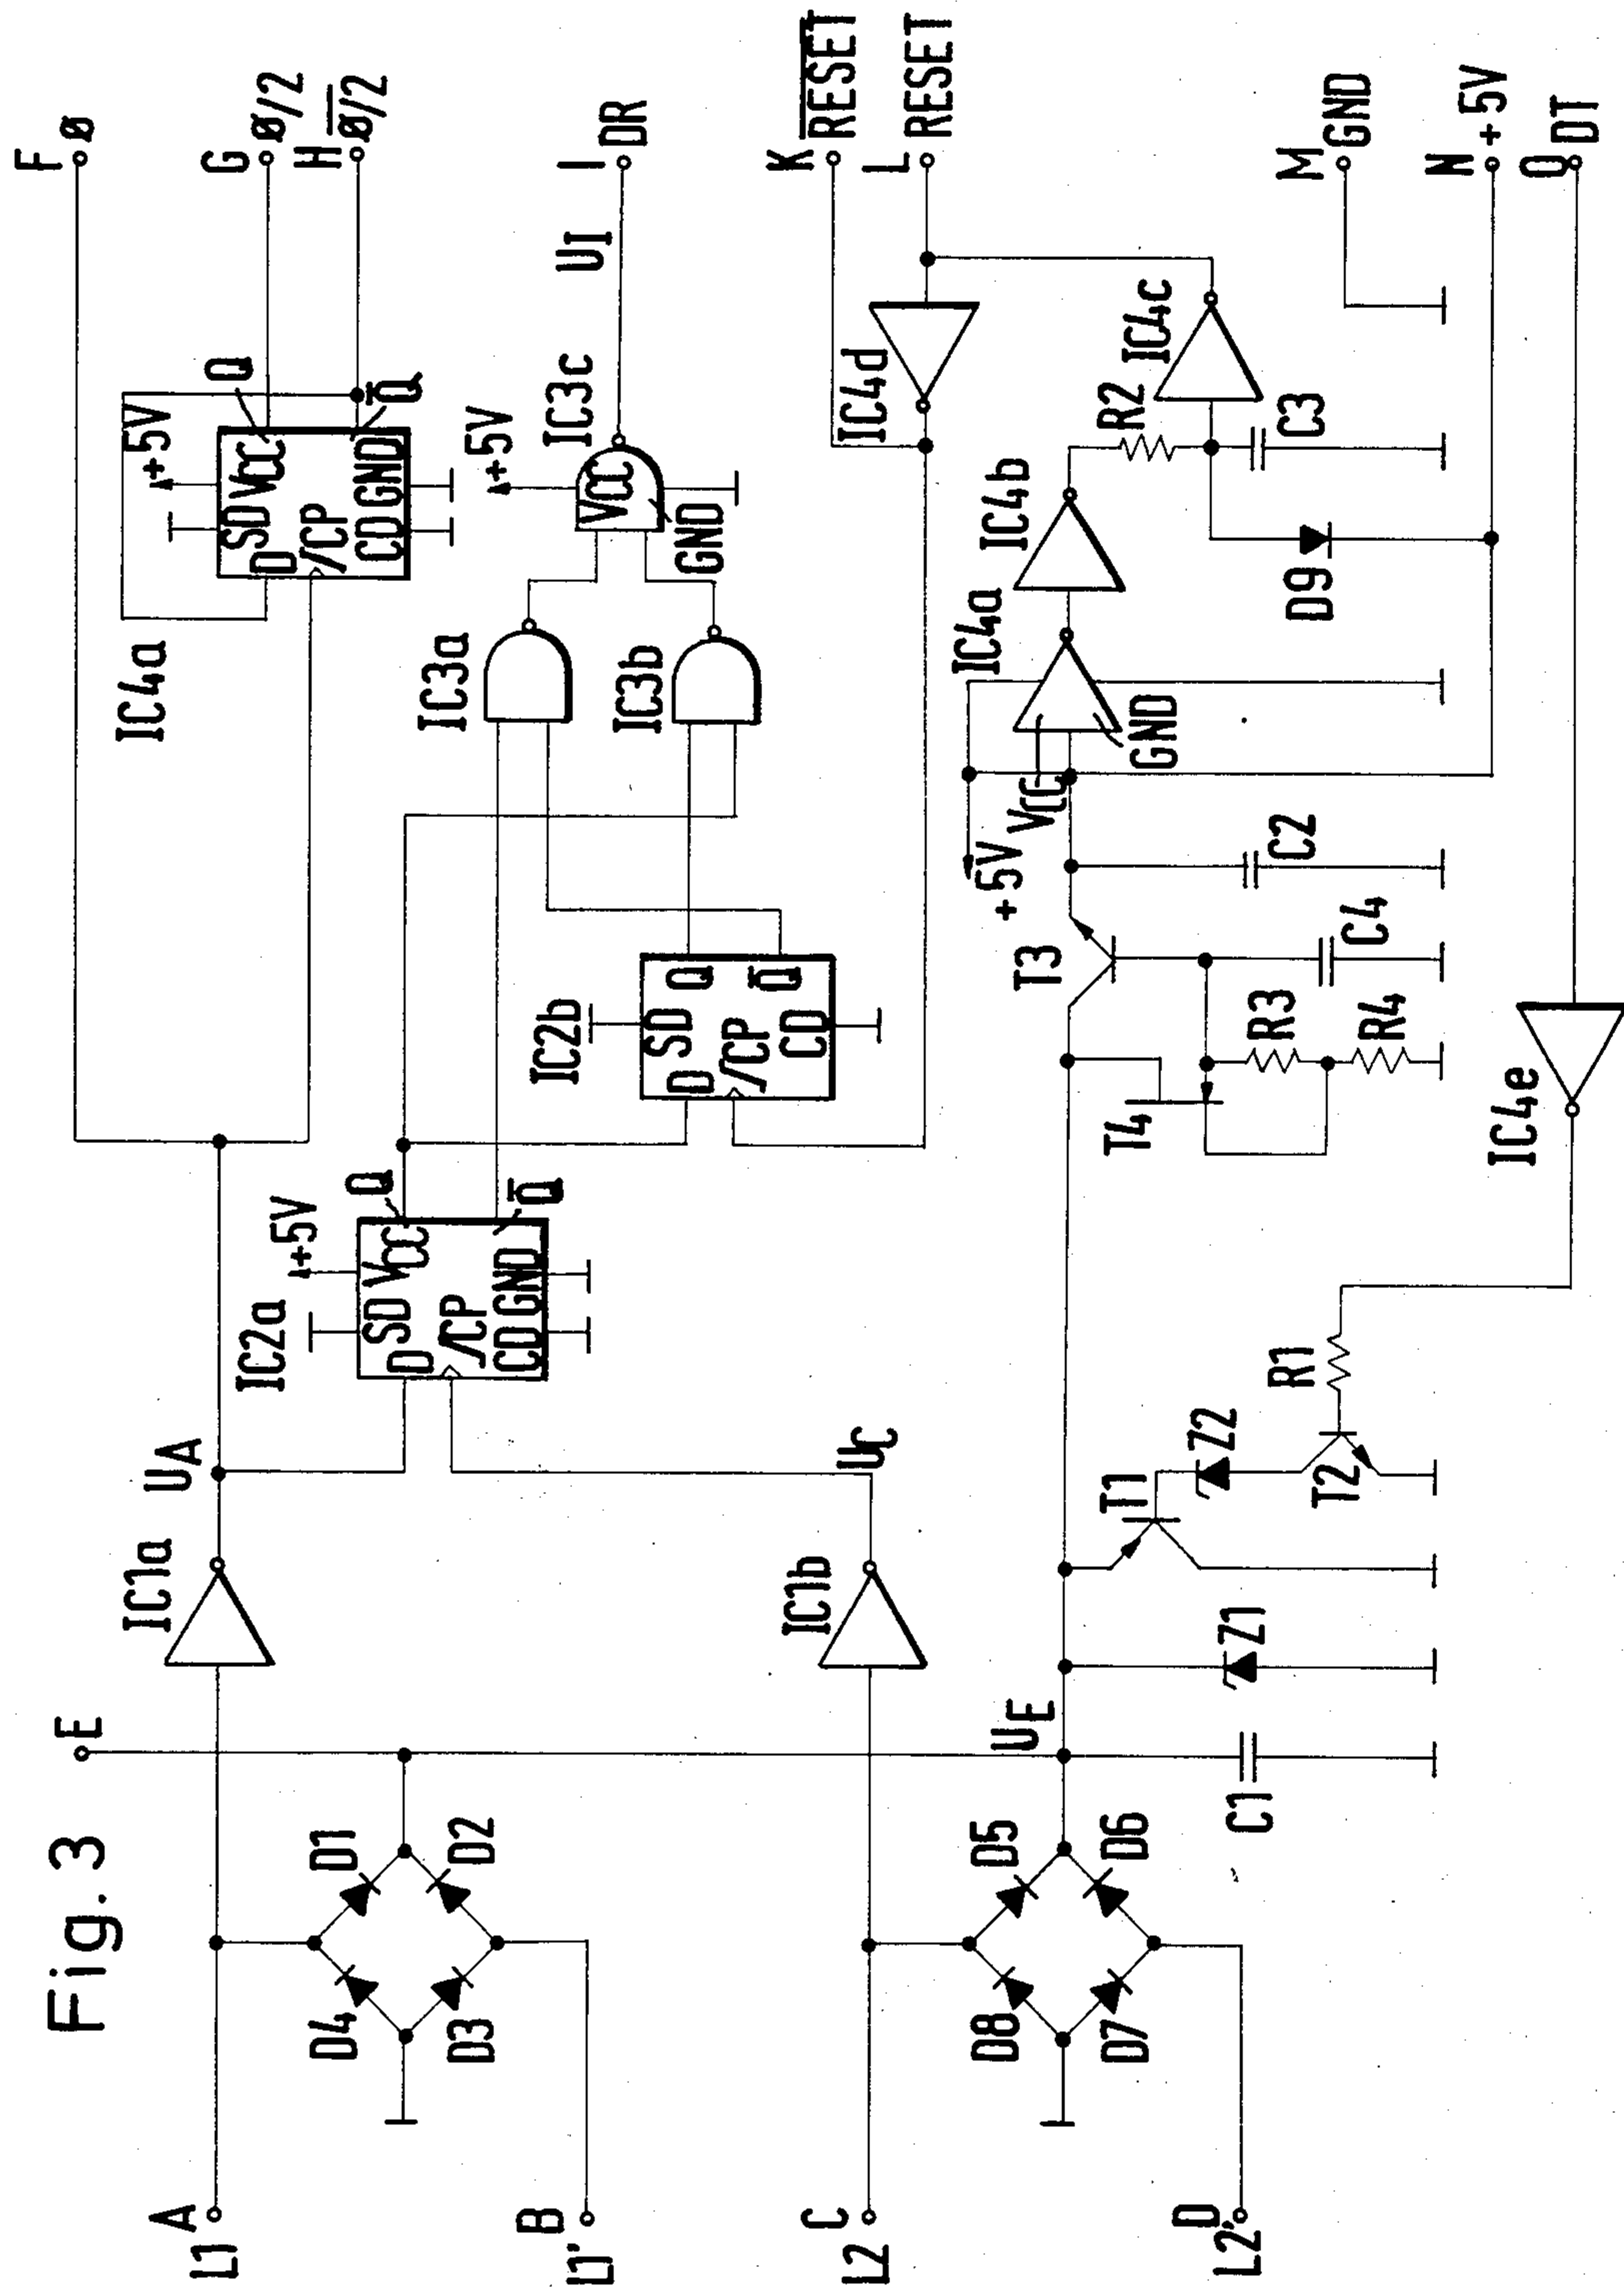 Fig. 3
A
L1
B
L1'
C
L2
D
L2'
D4
D1
D3
D2
D8
D5
D7
D6
E
UE
C1
Z1
T1
Z2
T2
R1
IC1a
UA
IC1b
UC
IC2a
+5V
SD VCC
D
/CP
CD GND
Q
Q̅
IC2b
SD
D
/CP
CD
Q
Q̅
T4
T3
R3
R4
C4
C2
+5V
VCC
GND
IC4a
IC4b
IC4c
IC4d
IC4e
R2
C3
D9
IC3a
IC3b
IC3c
+5V
VCC
GND
UI
IC4a
+5V
SD VCC
D
/CP
CD GND
Q
Q̅
F
Ø
G
Ø/2
H
Ø̅/2
I
DR
K
R̅E̅S̅E̅T̅
L
RESET
M
GND
N
+5V
O
DT